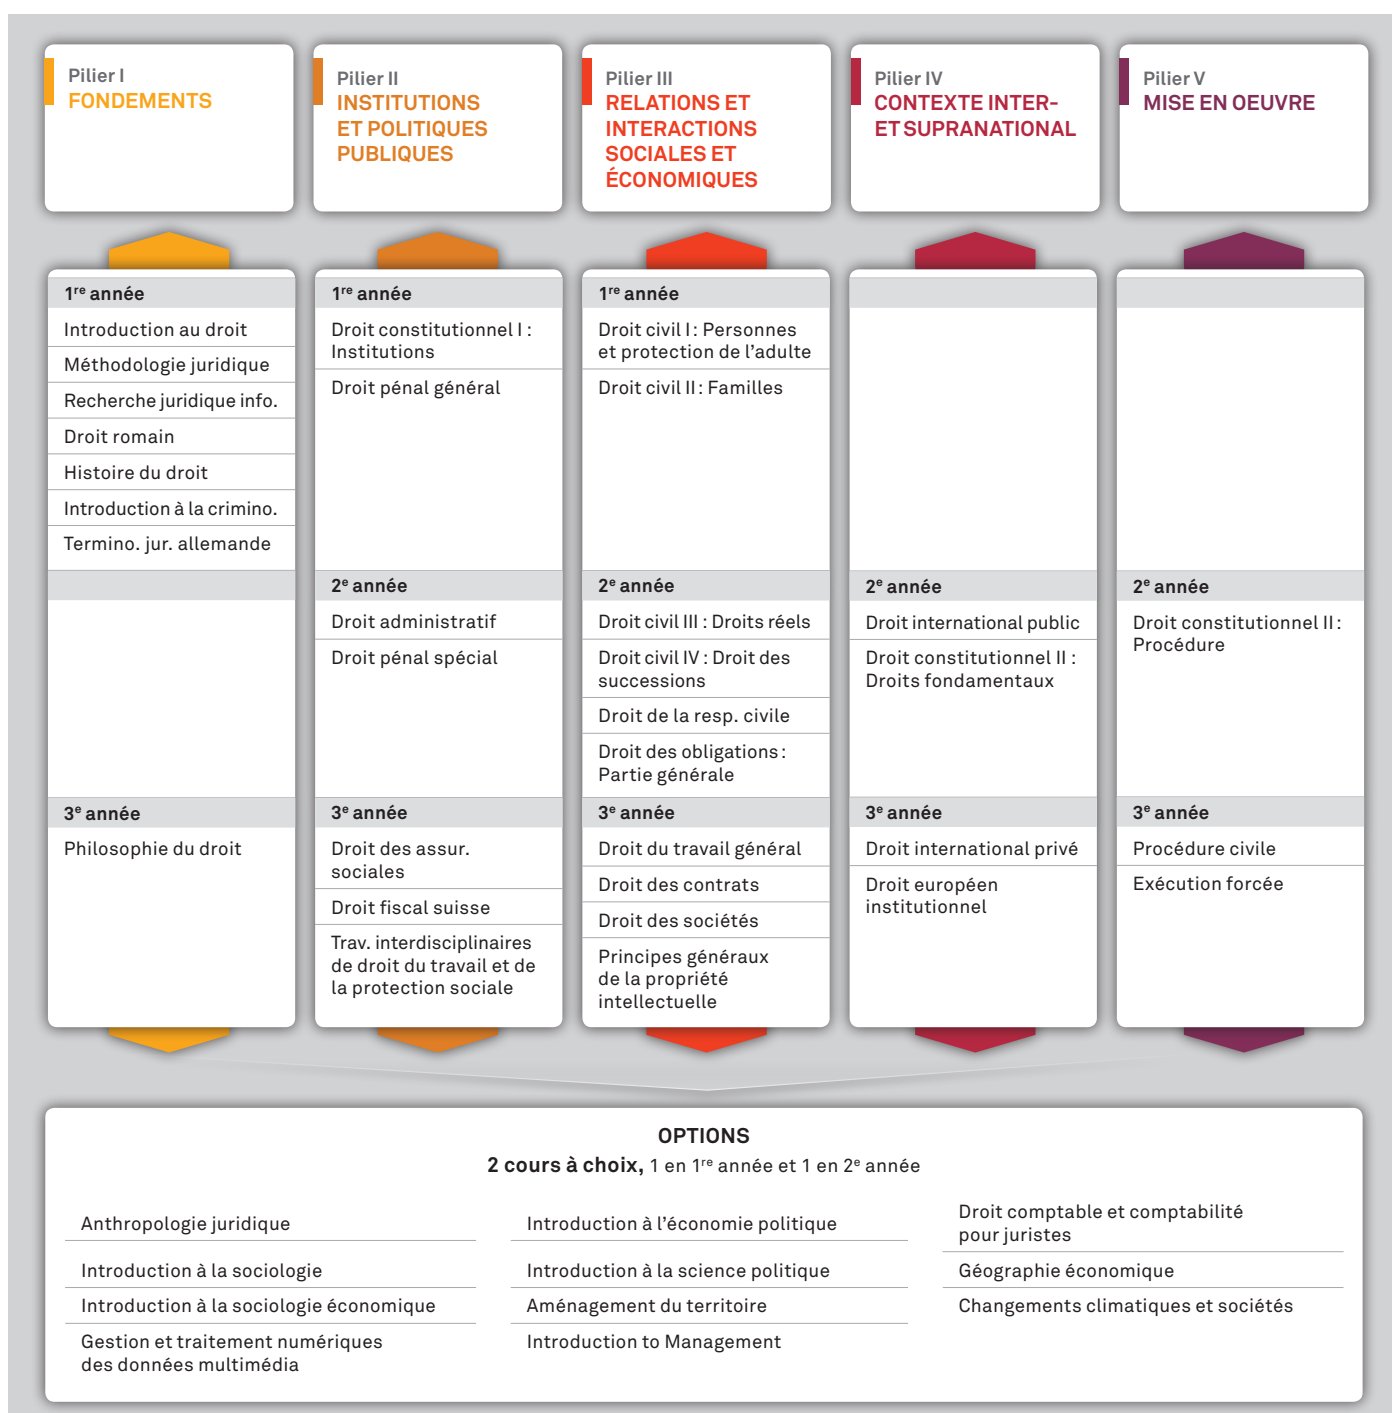 Pilier I
FONDEMENTS
Pilier II
INSTITUTIONS
ET POLITIQUES
PUBLIQUES
Pilier III
RELATIONS ET
INTERACTIONS
SOCIALES ET
ÉCONOMIQUES
Pilier IV
CONTEXTE INTER-
ET SUPRANATIONAL
Pilier V
MISE EN OEUVRE
1re année
Introduction au droit
Méthodologie juridique
Recherche juridique info.
Droit romain
Histoire du droit
Introduction à la crimino.
Termino. jur. allemande
3e année
Philosophie du droit
1re année
Droit constitutionnel I :
Institutions
Droit pénal général
2e année
Droit administratif
Droit pénal spécial
3e année
Droit des assur.
sociales
Droit fiscal suisse
Trav. interdisciplinaires
de droit du travail et de
la protection sociale
1re année
Droit civil I : Personnes
et protection de l'adulte
Droit civil II : Familles
2e année
Droit civil III : Droits réels
Droit civil IV : Droit des
successions
Droit de la resp. civile
Droit des obligations :
Partie générale
3e année
Droit du travail général
Droit des contrats
Droit des sociétés
Principes généraux
de la propriété
intellectuelle
2e année
Droit international public
Droit constitutionnel II :
Droits fondamentaux
3e année
Droit international privé
Droit européen
institutionnel
2e année
Droit constitutionnel II :
Procédure
3e année
Procédure civile
Exécution forcée
OPTIONS
2 cours à choix, 1 en 1re année et 1 en 2e année
Anthropologie juridique
Introduction à la sociologie
Introduction à la sociologie économique
Gestion et traitement numériques
des données multimédia
Introduction à l'économie politique
Introduction à la science politique
Aménagement du territoire
Introduction to Management
Droit comptable et comptabilité
pour juristes
Géographie économique
Changements climatiques et sociétés